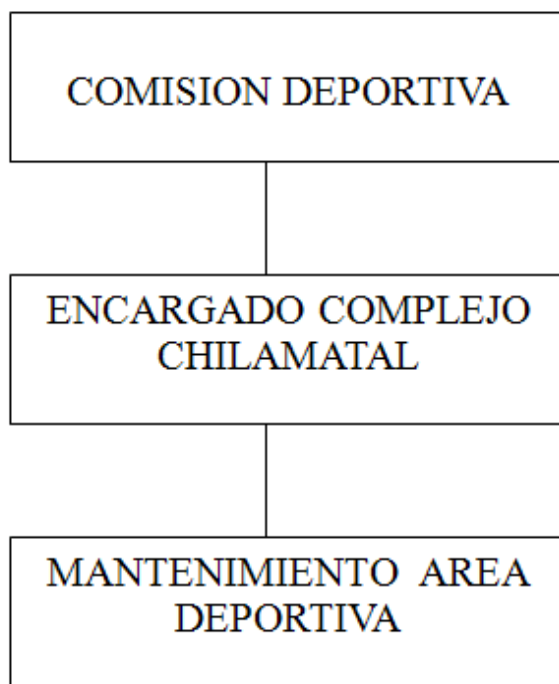 COMISION DEPORTIVA
ENCARGADO COMPLEJO
CHILAMATAL
MANTENIMIENTO AREA
DEPORTIVA